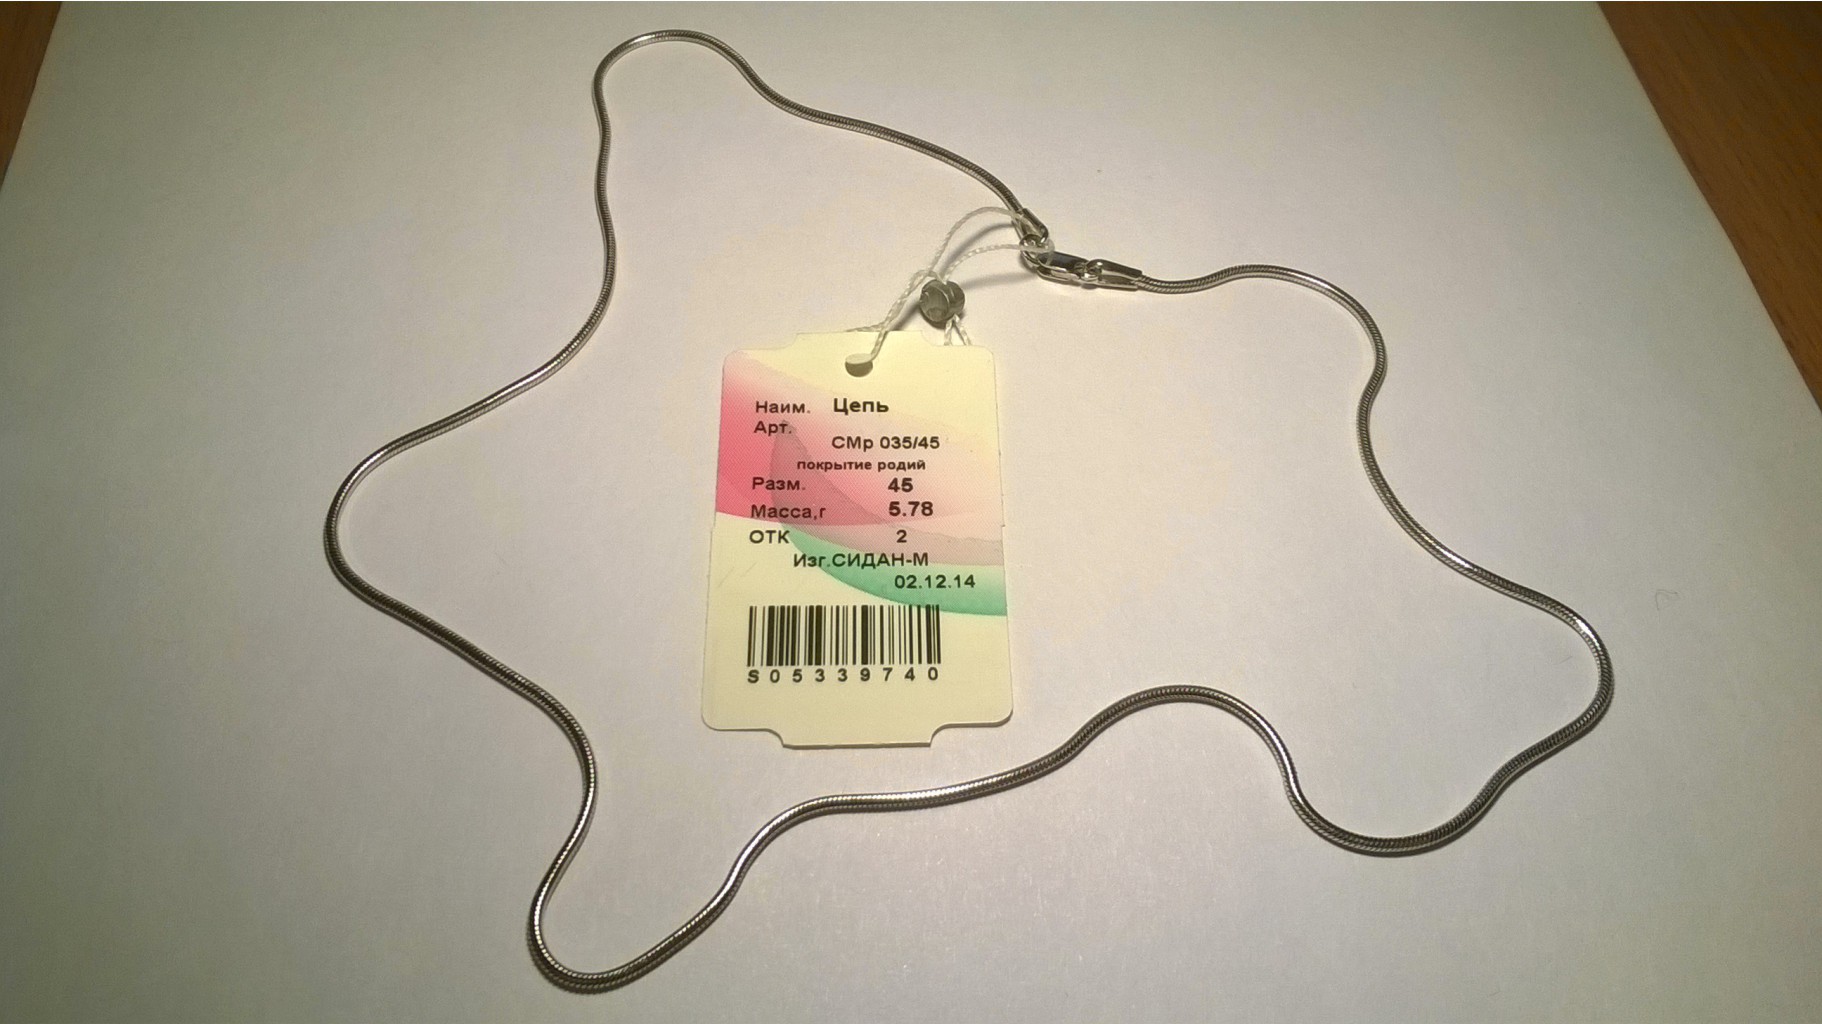 Наим. Цепь
Арт.
СМр 035/45
покрытие родий
Разм. 45
Масса,г 5.78
ОТК 2
Изг.СИДАН-М
02.12.14
S05339740